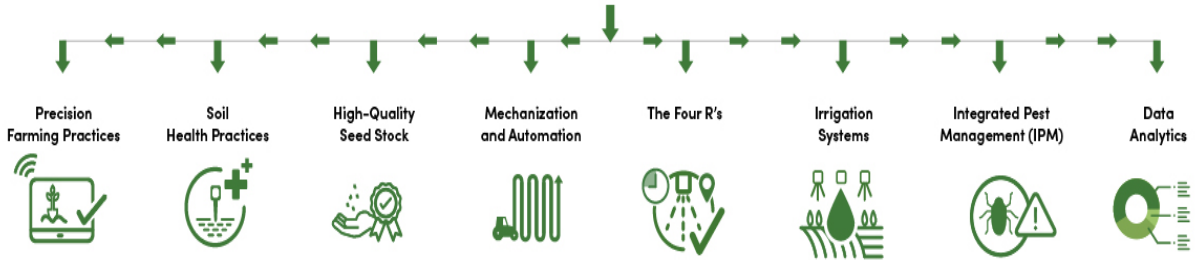 Precision
Farming Practices
Soil
Health Practices
High-Quality
Seed Stock
Mechanization
and Automation
The Four R's
Irrigation
Systems
Integrated Pest
Management (IPM)
Data
Analytics